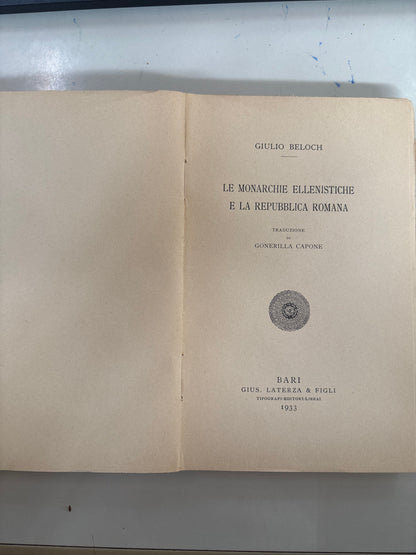 GIULIO BELOCH
LE MONARCHIE ELLENISTICHE
E LA REPUBBLICA ROMANA
TRADUZIONE
DI
GONERILLA CAPONE
BARI
GIUS. LATERZA & FIGLI
TIPOGRAFI-EDITORI-LIBRAI
1933